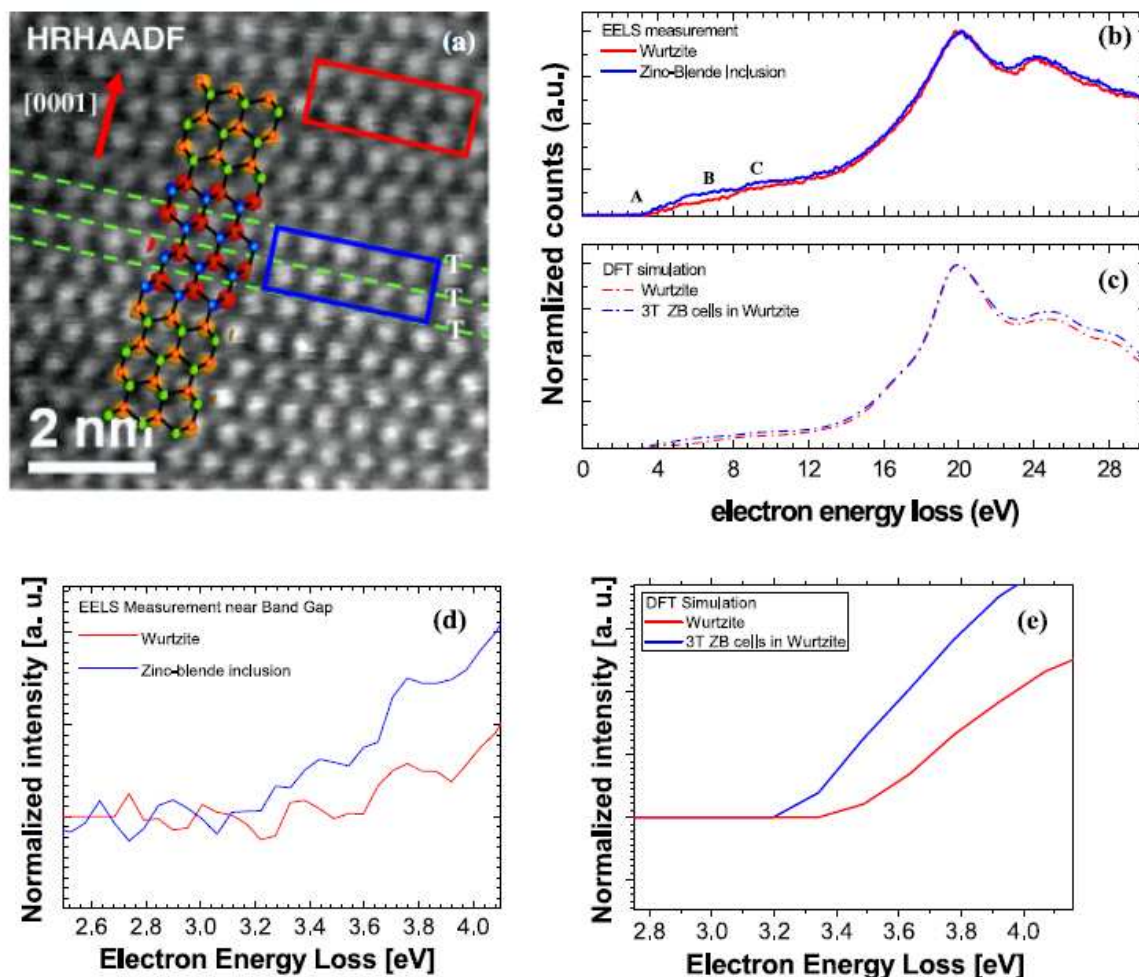 HRHAADF
(a)
[0001]
T
T
T
2 nm
(b)
EELS measurement
Wurtzite
Zino-Blende Inclusion
A
B
C
(c)
DFT simulation
Wurtzite
3T ZB cells in Wurtzite
Noramlized counts (a.u.)
0 4 8 12 16 20 24 28
electron energy loss (eV)
(d)
EELS Measurement near Band Gap
Wurtzite
Zino-blende inclusion
Normalized intensity [a. u.]
2.6 2.8 3.0 3.2 3.4 3.6 3.8 4.0
Electron Energy Loss [eV]
(e)
DFT Simulation
Wurtzite
3T ZB cells in Wurtzite
Normalized intensity [a. u.]
2.8 3.0 3.2 3.4 3.6 3.8 4.0
Electron Energy Loss [eV]